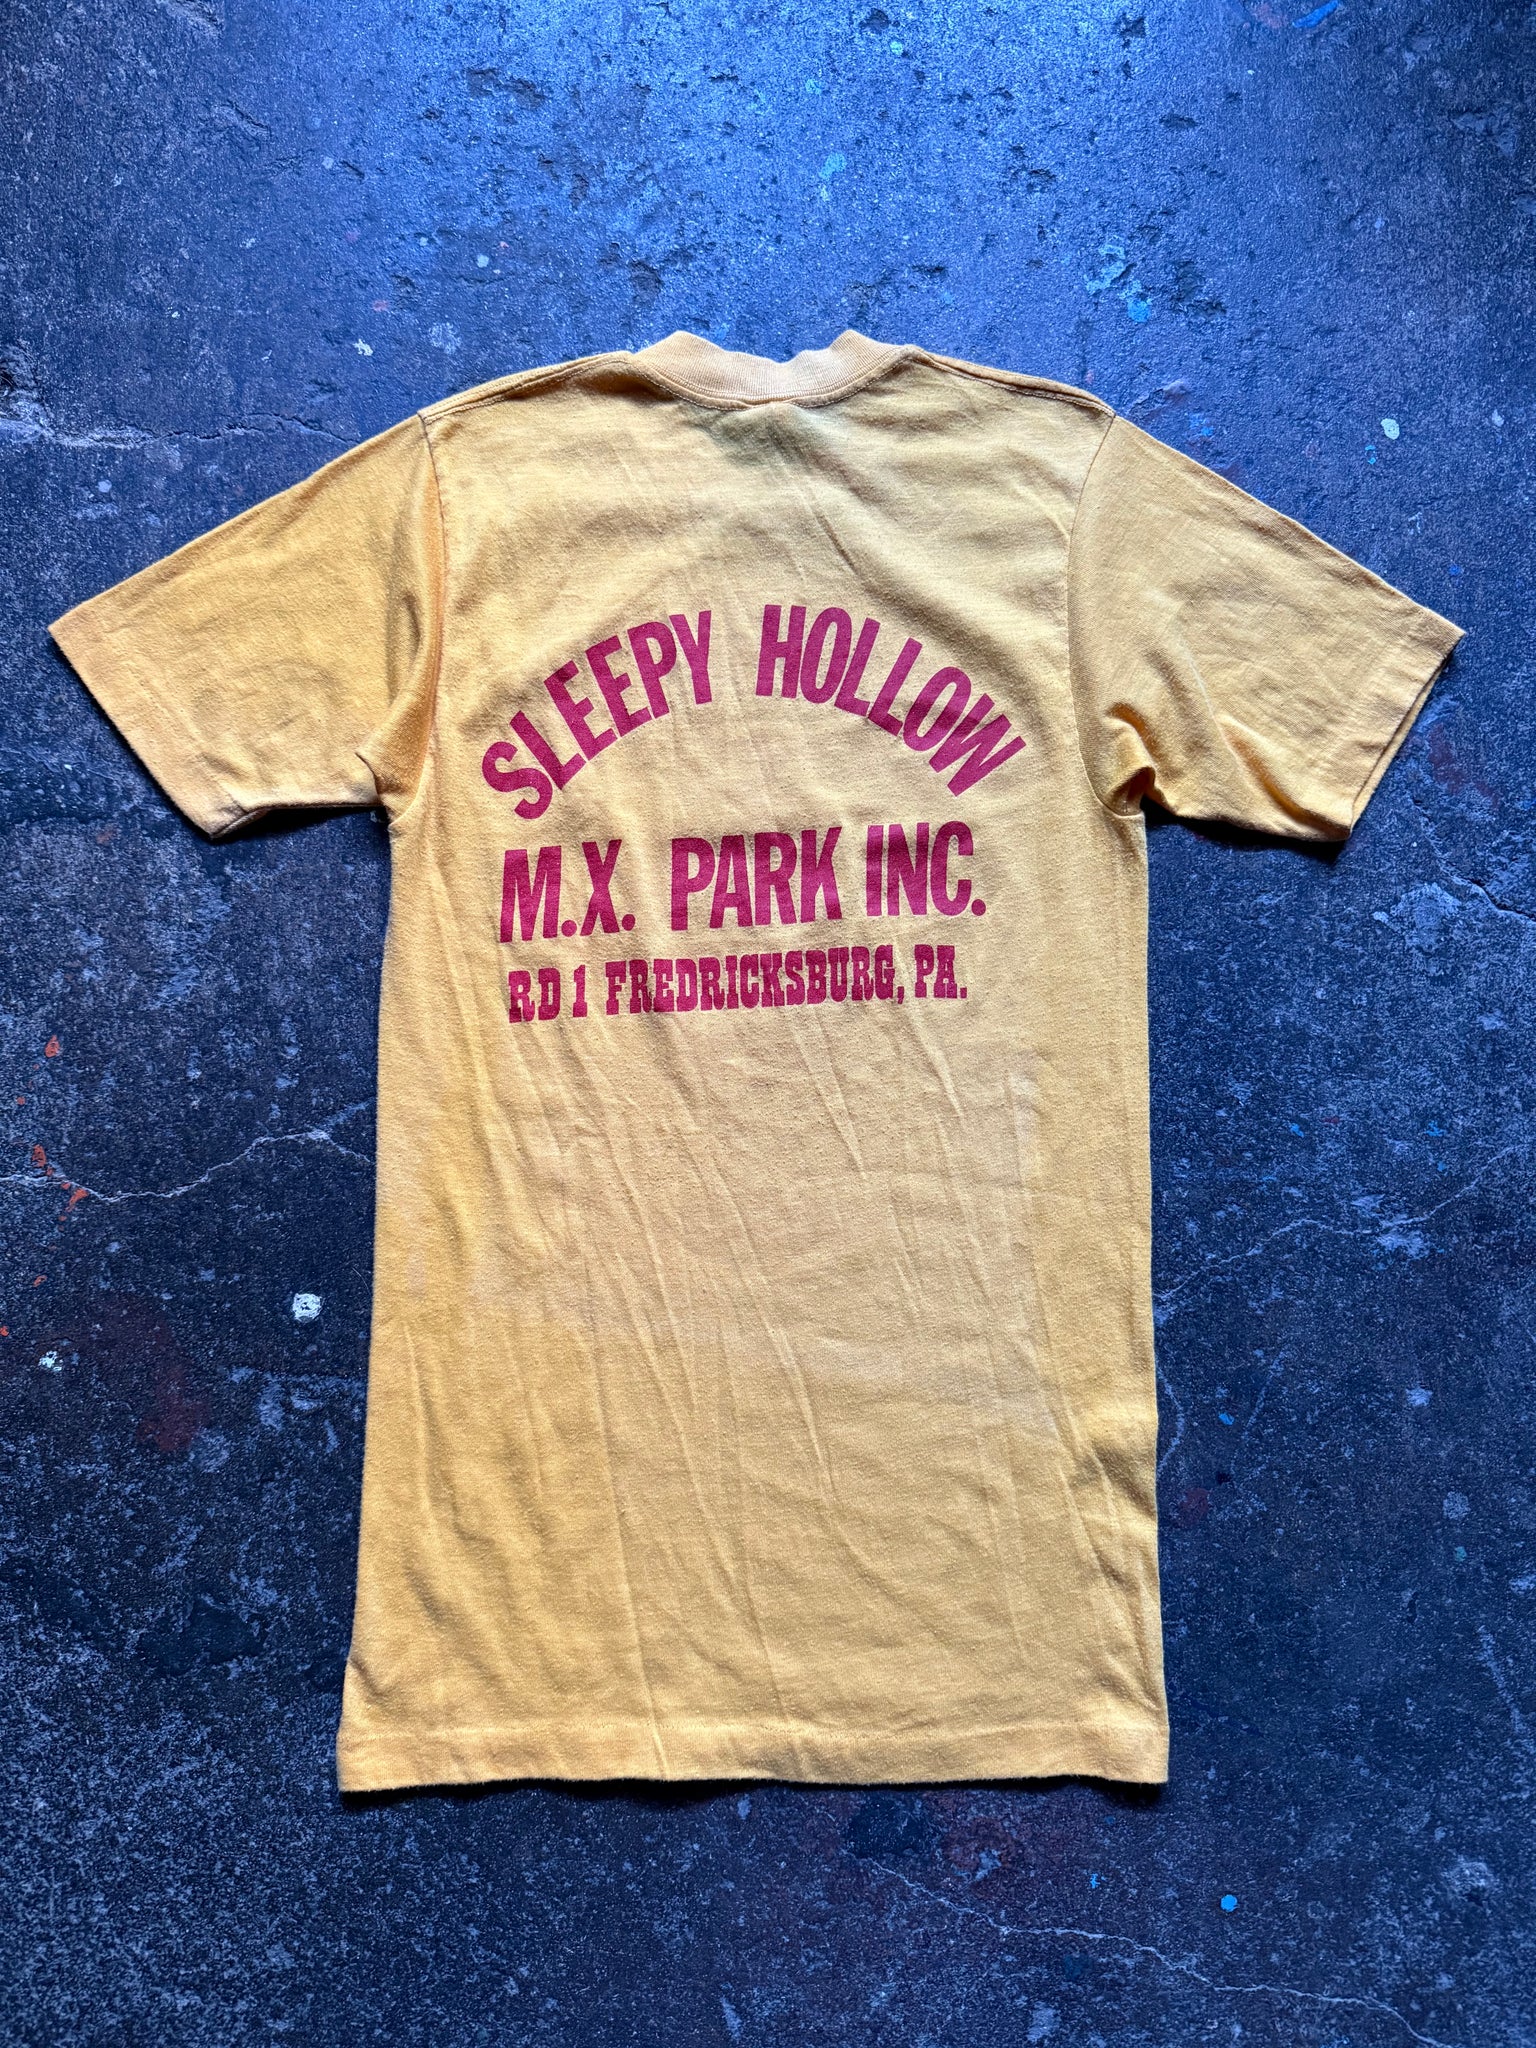 SLEEPY HOLLOW
M.X. PARK INC.
RD 1 FREDRICKSBURG, PA.